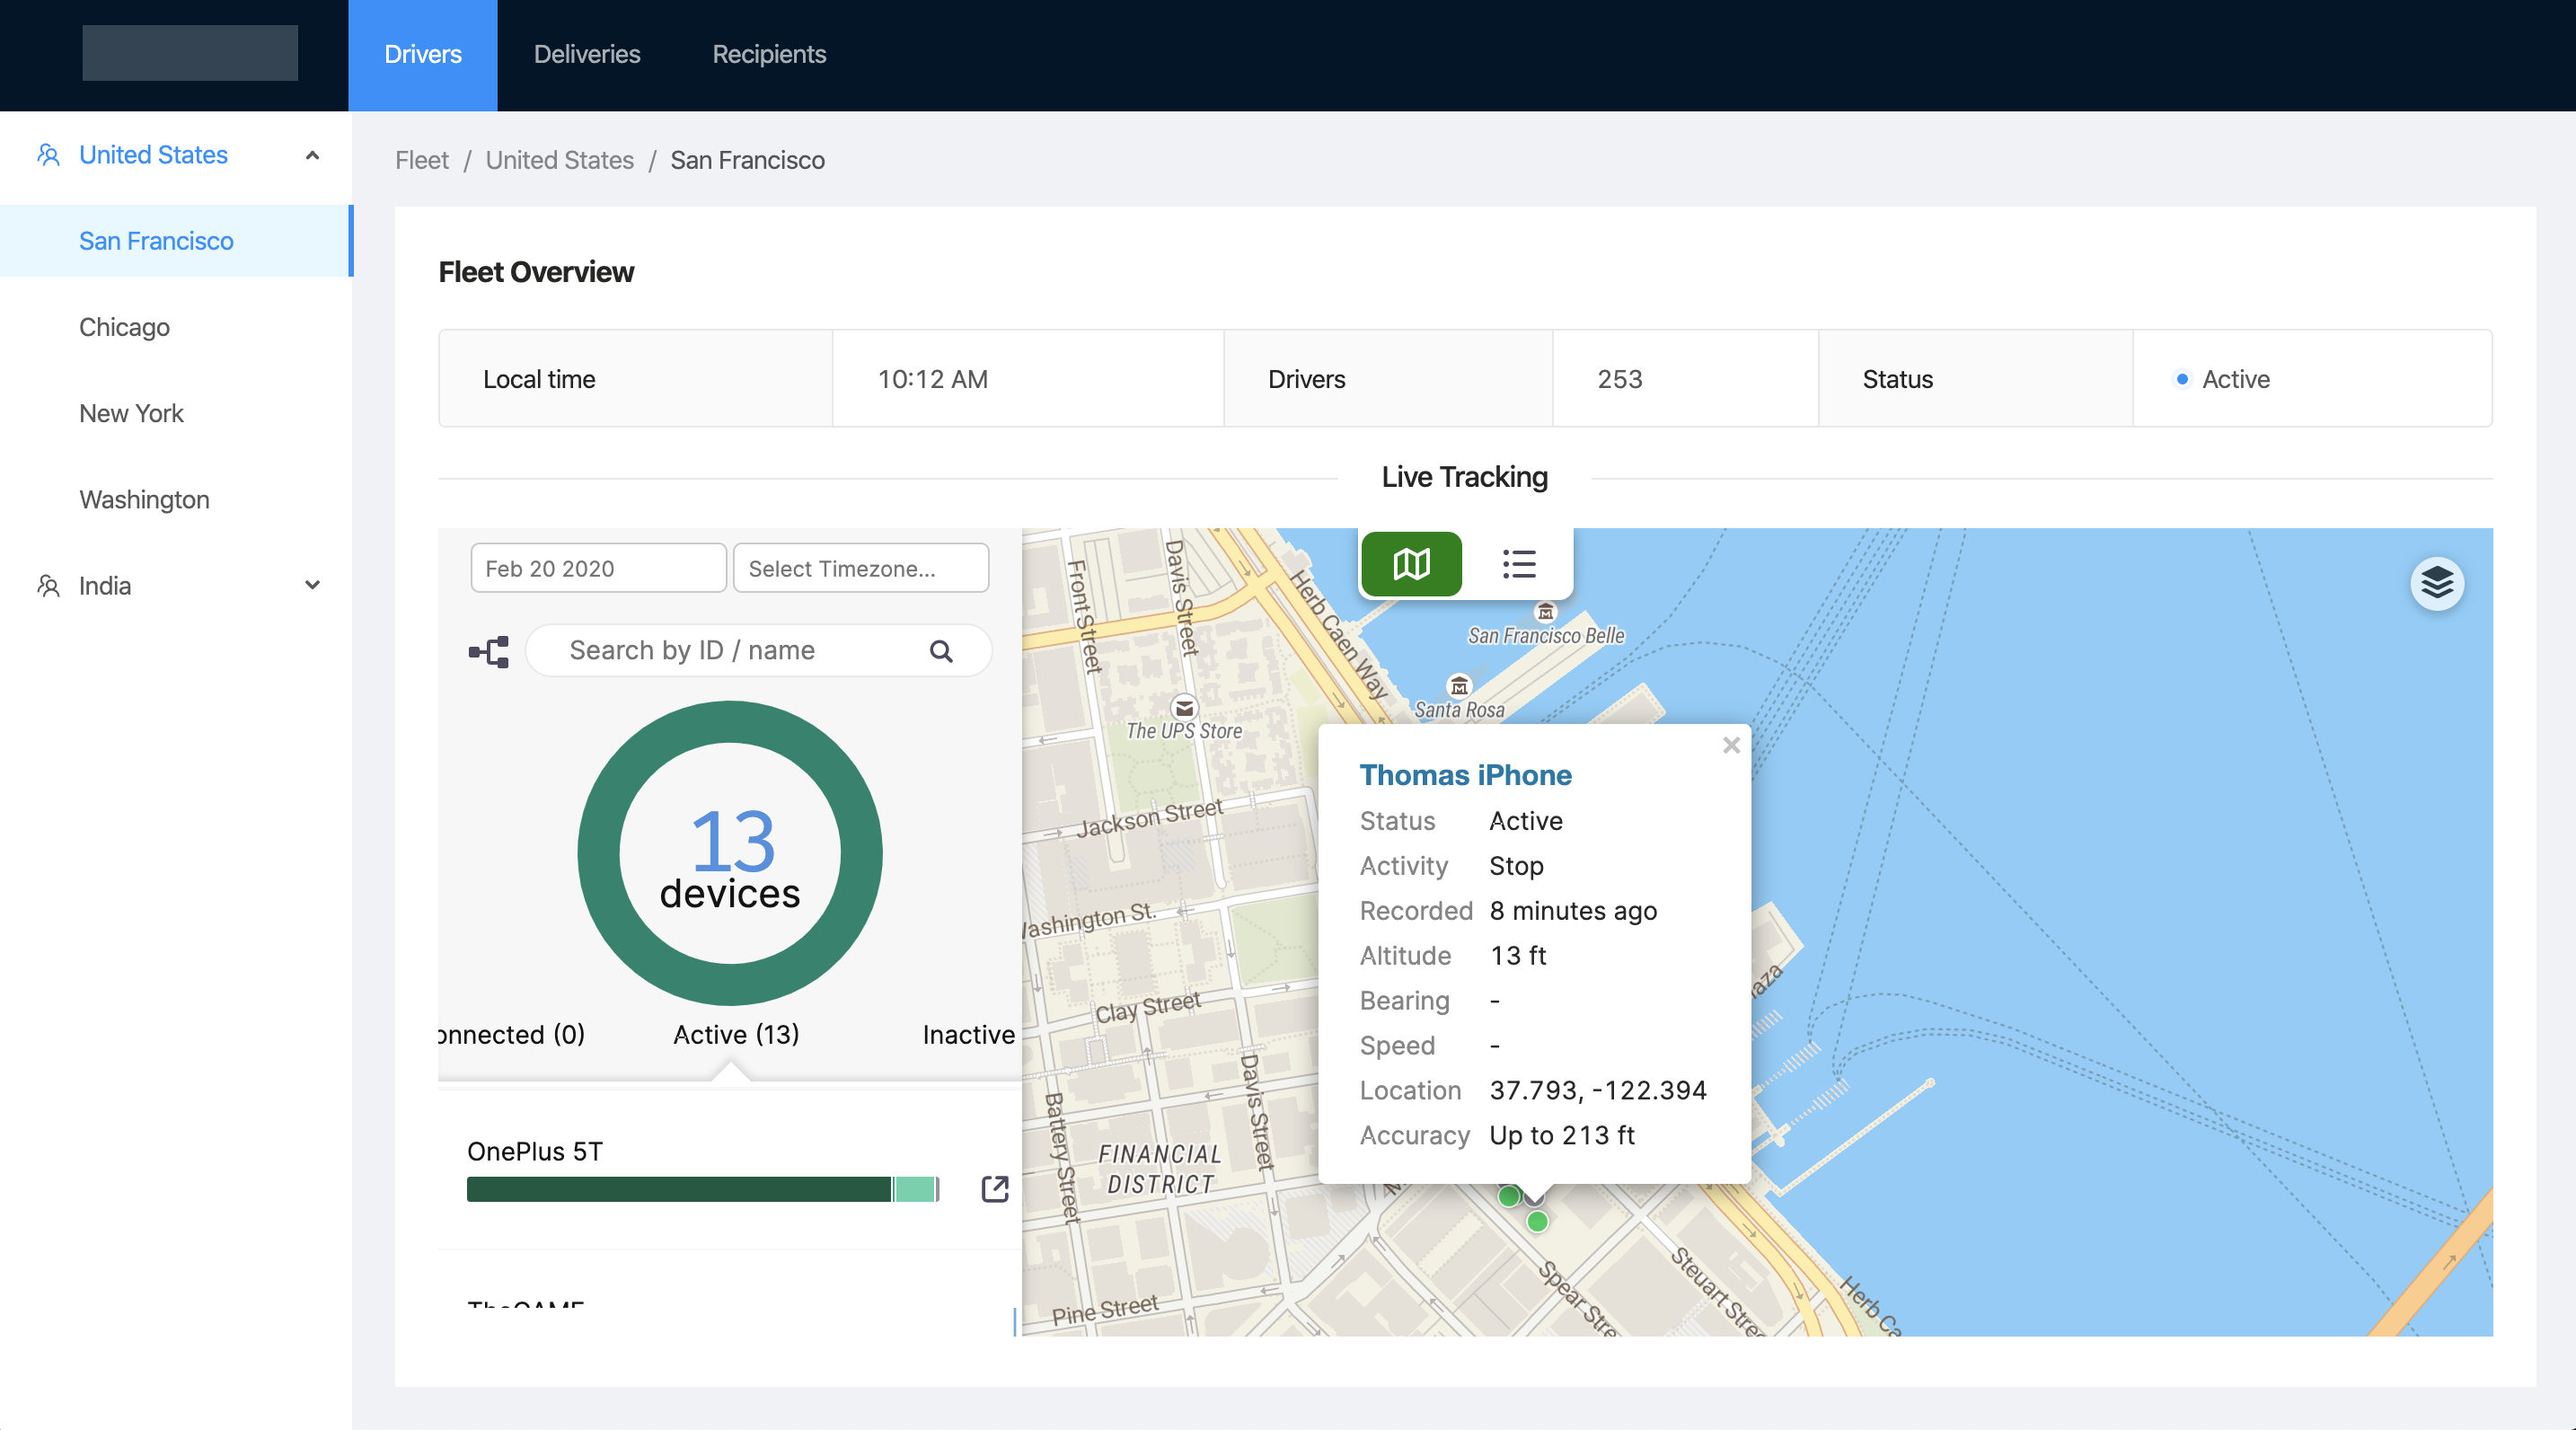 Drivers Deliveries Recipients
United States
San Francisco
Chicago
New York
Washington
India
Fleet / United States / San Francisco
Fleet Overview
Local time 10:12 AM Drivers 253 Status Active
Live Tracking
Feb 20 2020 Select Timezone...
Search by ID / name
13
devices
onnected (0) Active (13) Inactive
OnePlus 5T
Front Street
Davis Street
Herb Caen Way
San Francisco Belle
Santa Rosa
The UPS Store
Jackson Street
Washington St.
Clay Street
Davis Street
Battery Street
FINANCIAL
DISTRICT
Pine Street
Thomas iPhone
Status Active
Activity Stop
Recorded 8 minutes ago
Altitude 13 ft
Bearing -
Speed -
Location 37.793, -122.394
Accuracy Up to 213 ft
aza
Spear Stre
Steuart Stree
Herb Ca